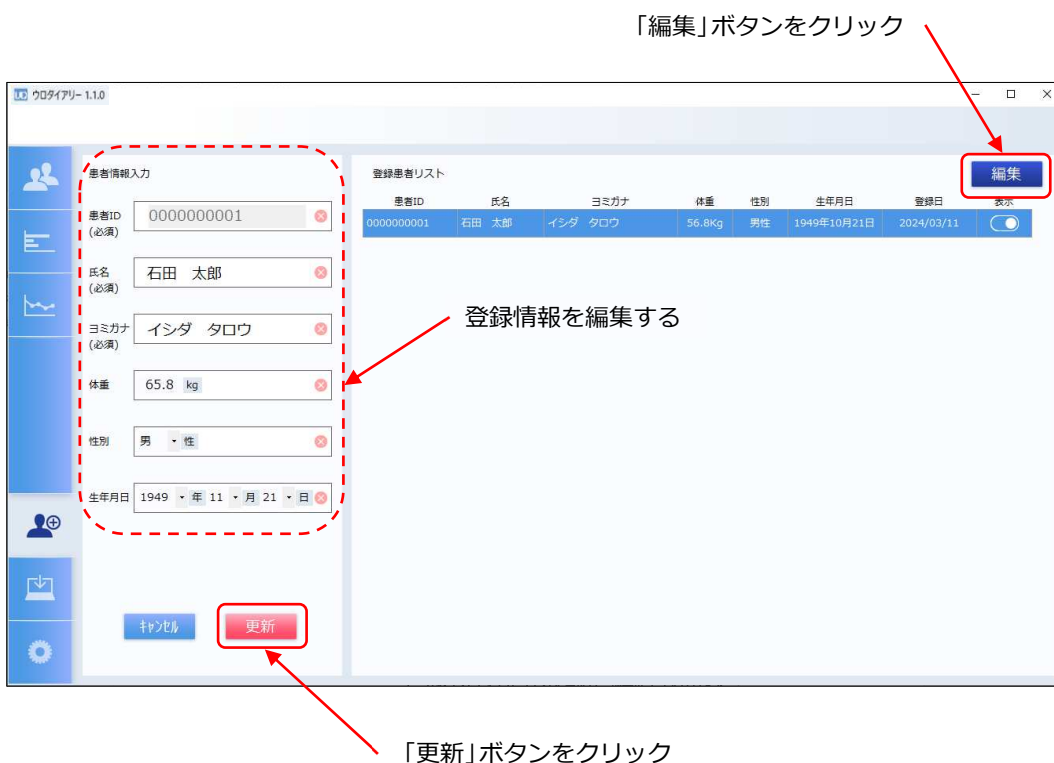 「編集」ボタンをクリック
ウロダイアリー 1.1.0
患者情報入力
患者ID
(必須)
0000000001
氏名
(必須)
石田 太郎
ヨミガナ
(必須)
イシダ タロウ
体重
65.8 kg
性別
男 性
生年月日
1949 年 11 月 21 日
キャンセル
更新
登録患者リスト
編集
患者ID 氏名 ヨミガナ 体重 性別 生年月日 登録日 表示
0000000001 石田 太郎 イシダ タロウ 56.8Kg 男性 1949年10月21日 2024/03/11
登録情報を編集する
「更新」ボタンをクリック